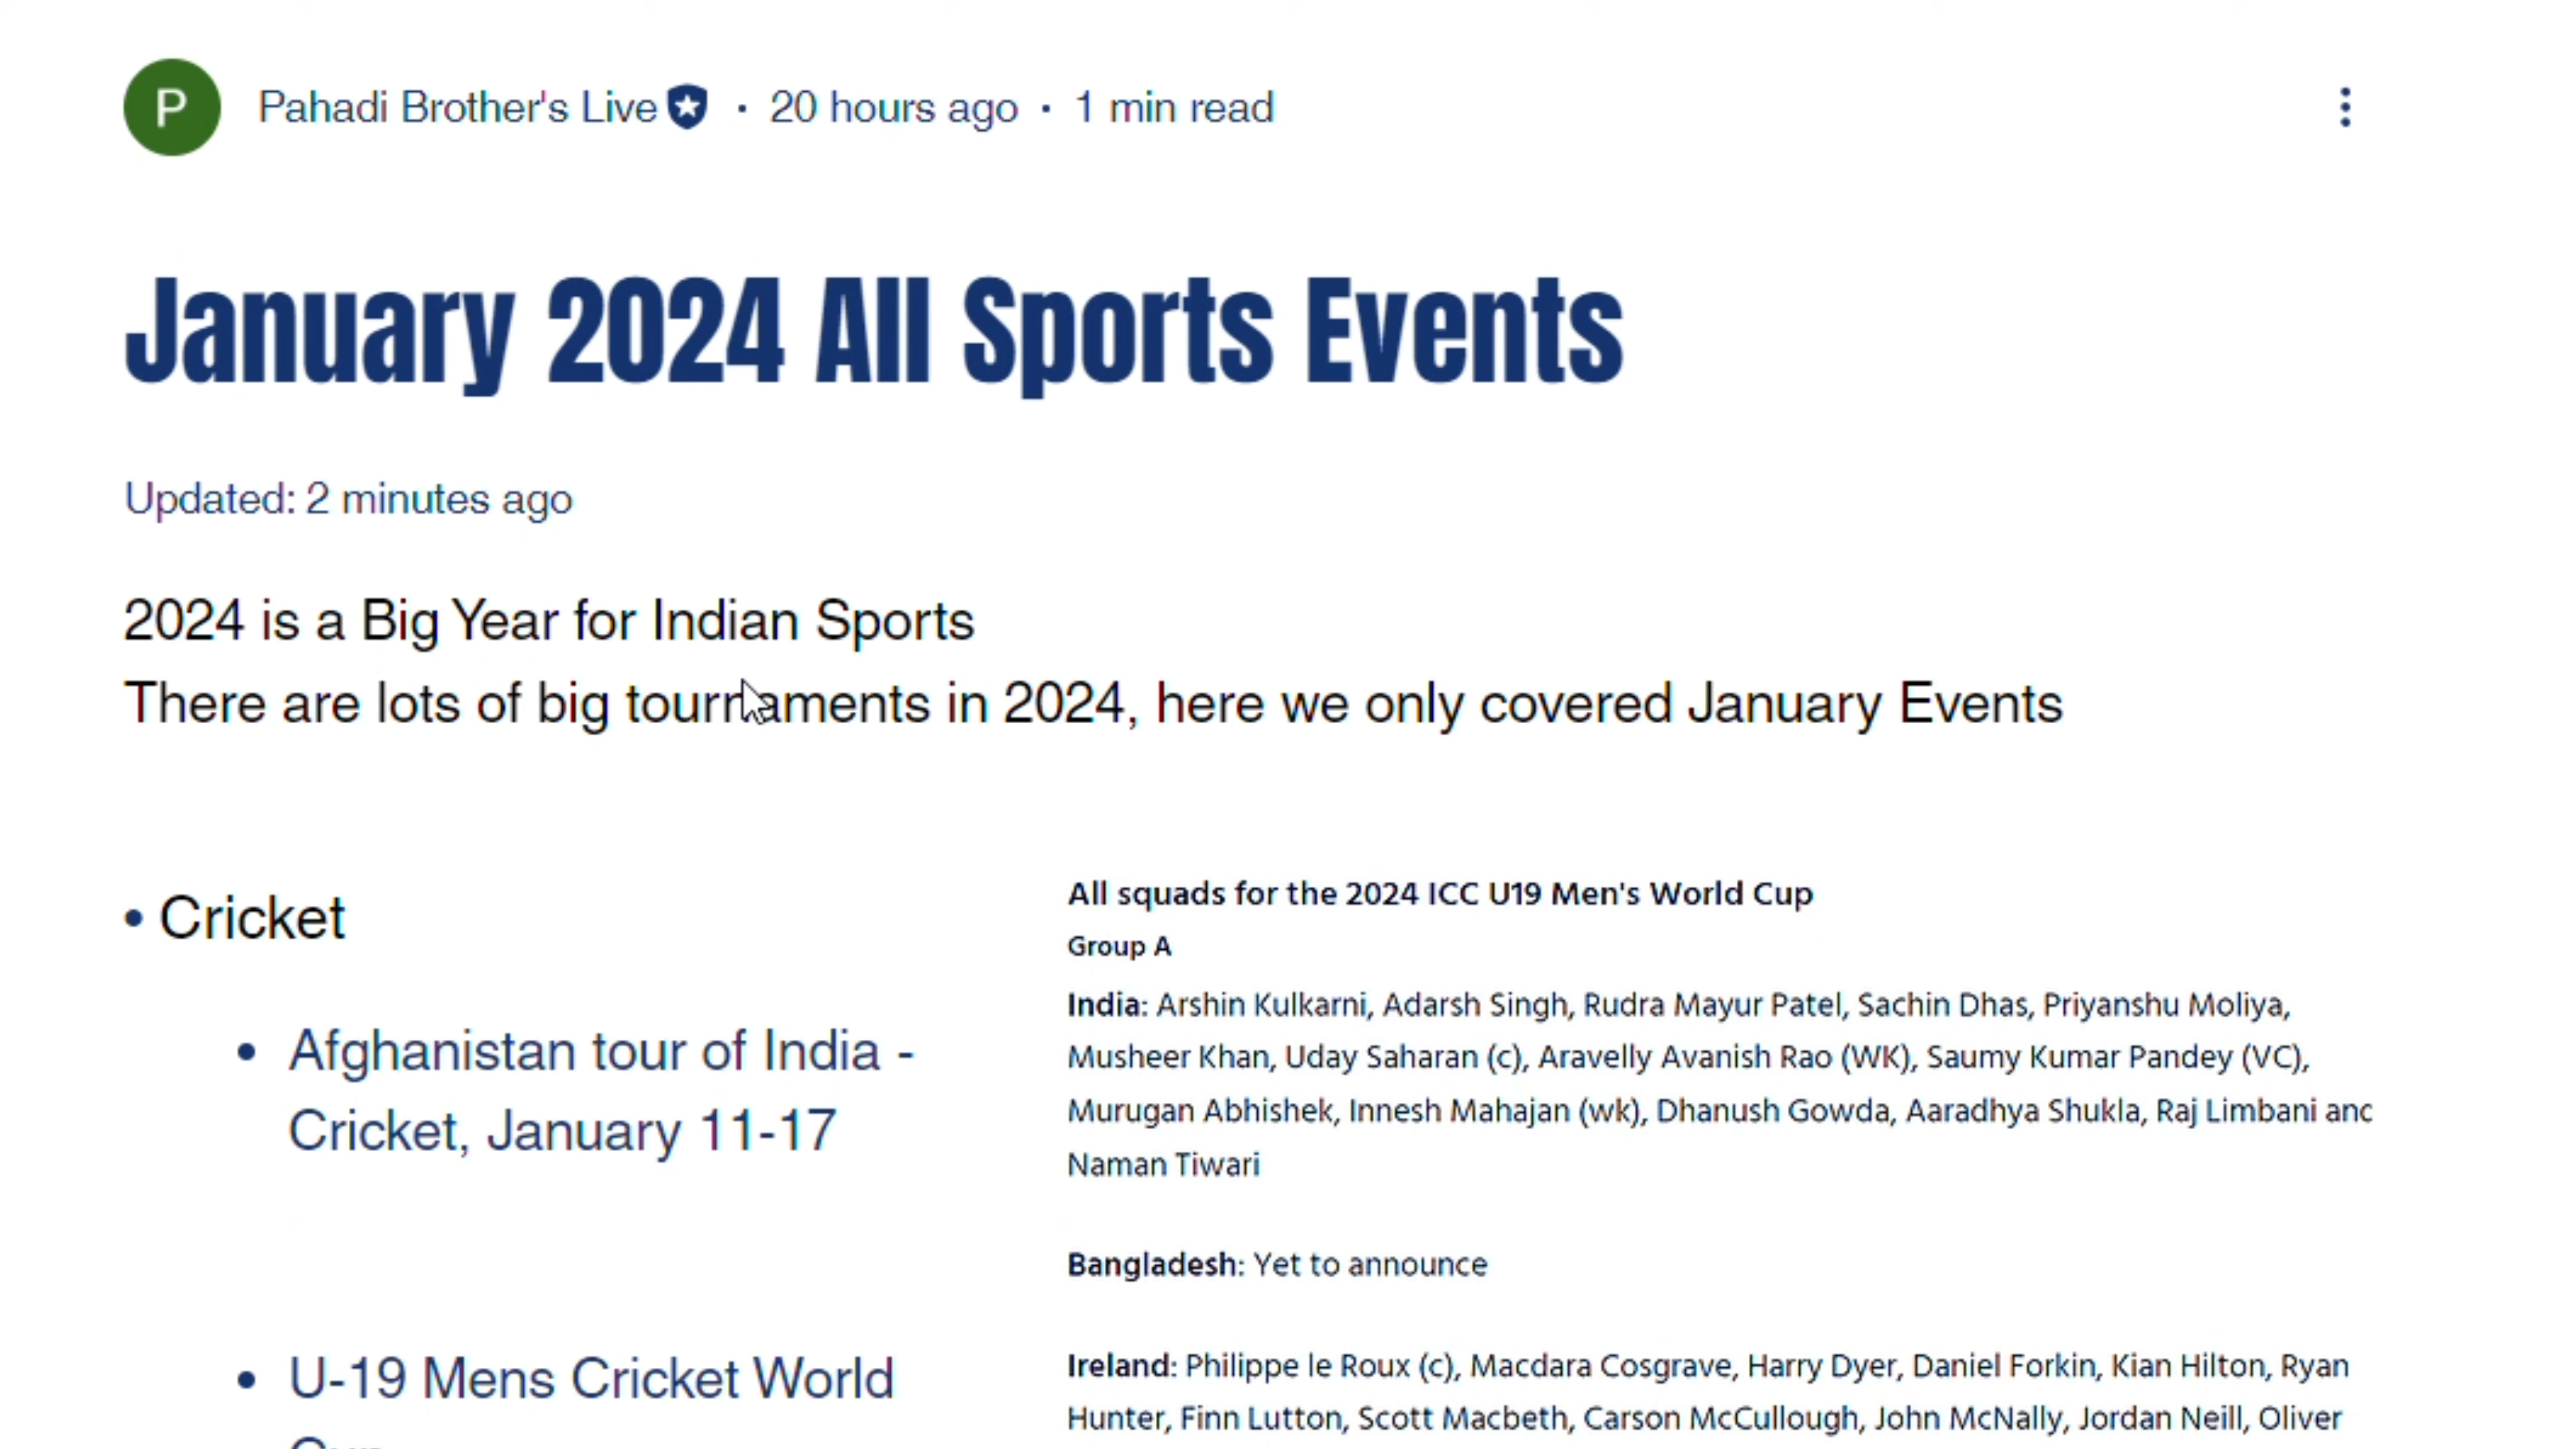 P
Pahadi Brother's Live · 20 hours ago · 1 min read
January 2024 All Sports Events
Updated: 2 minutes ago
2024 is a Big Year for Indian Sports
There are lots of big tournaments in 2024, here we only covered January Events
• Cricket
• Afghanistan tour of India -
Cricket, January 11-17
• U-19 Mens Cricket World
All squads for the 2024 ICC U19 Men's World Cup
Group A
India: Arshin Kulkarni, Adarsh Singh, Rudra Mayur Patel, Sachin Dhas, Priyanshu Moliya,
Musheer Khan, Uday Saharan (c), Aravelly Avanish Rao (WK), Saumy Kumar Pandey (VC),
Murugan Abhishek, Innesh Mahajan (wk), Dhanush Gowda, Aaradhya Shukla, Raj Limbani and
Naman Tiwari
Bangladesh: Yet to announce
Ireland: Philippe le Roux (c), Macdara Cosgrave, Harry Dyer, Daniel Forkin, Kian Hilton, Ryan
Hunter, Finn Lutton, Scott Macbeth, Carson McCullough, John McNally, Jordan Neill, Oliver